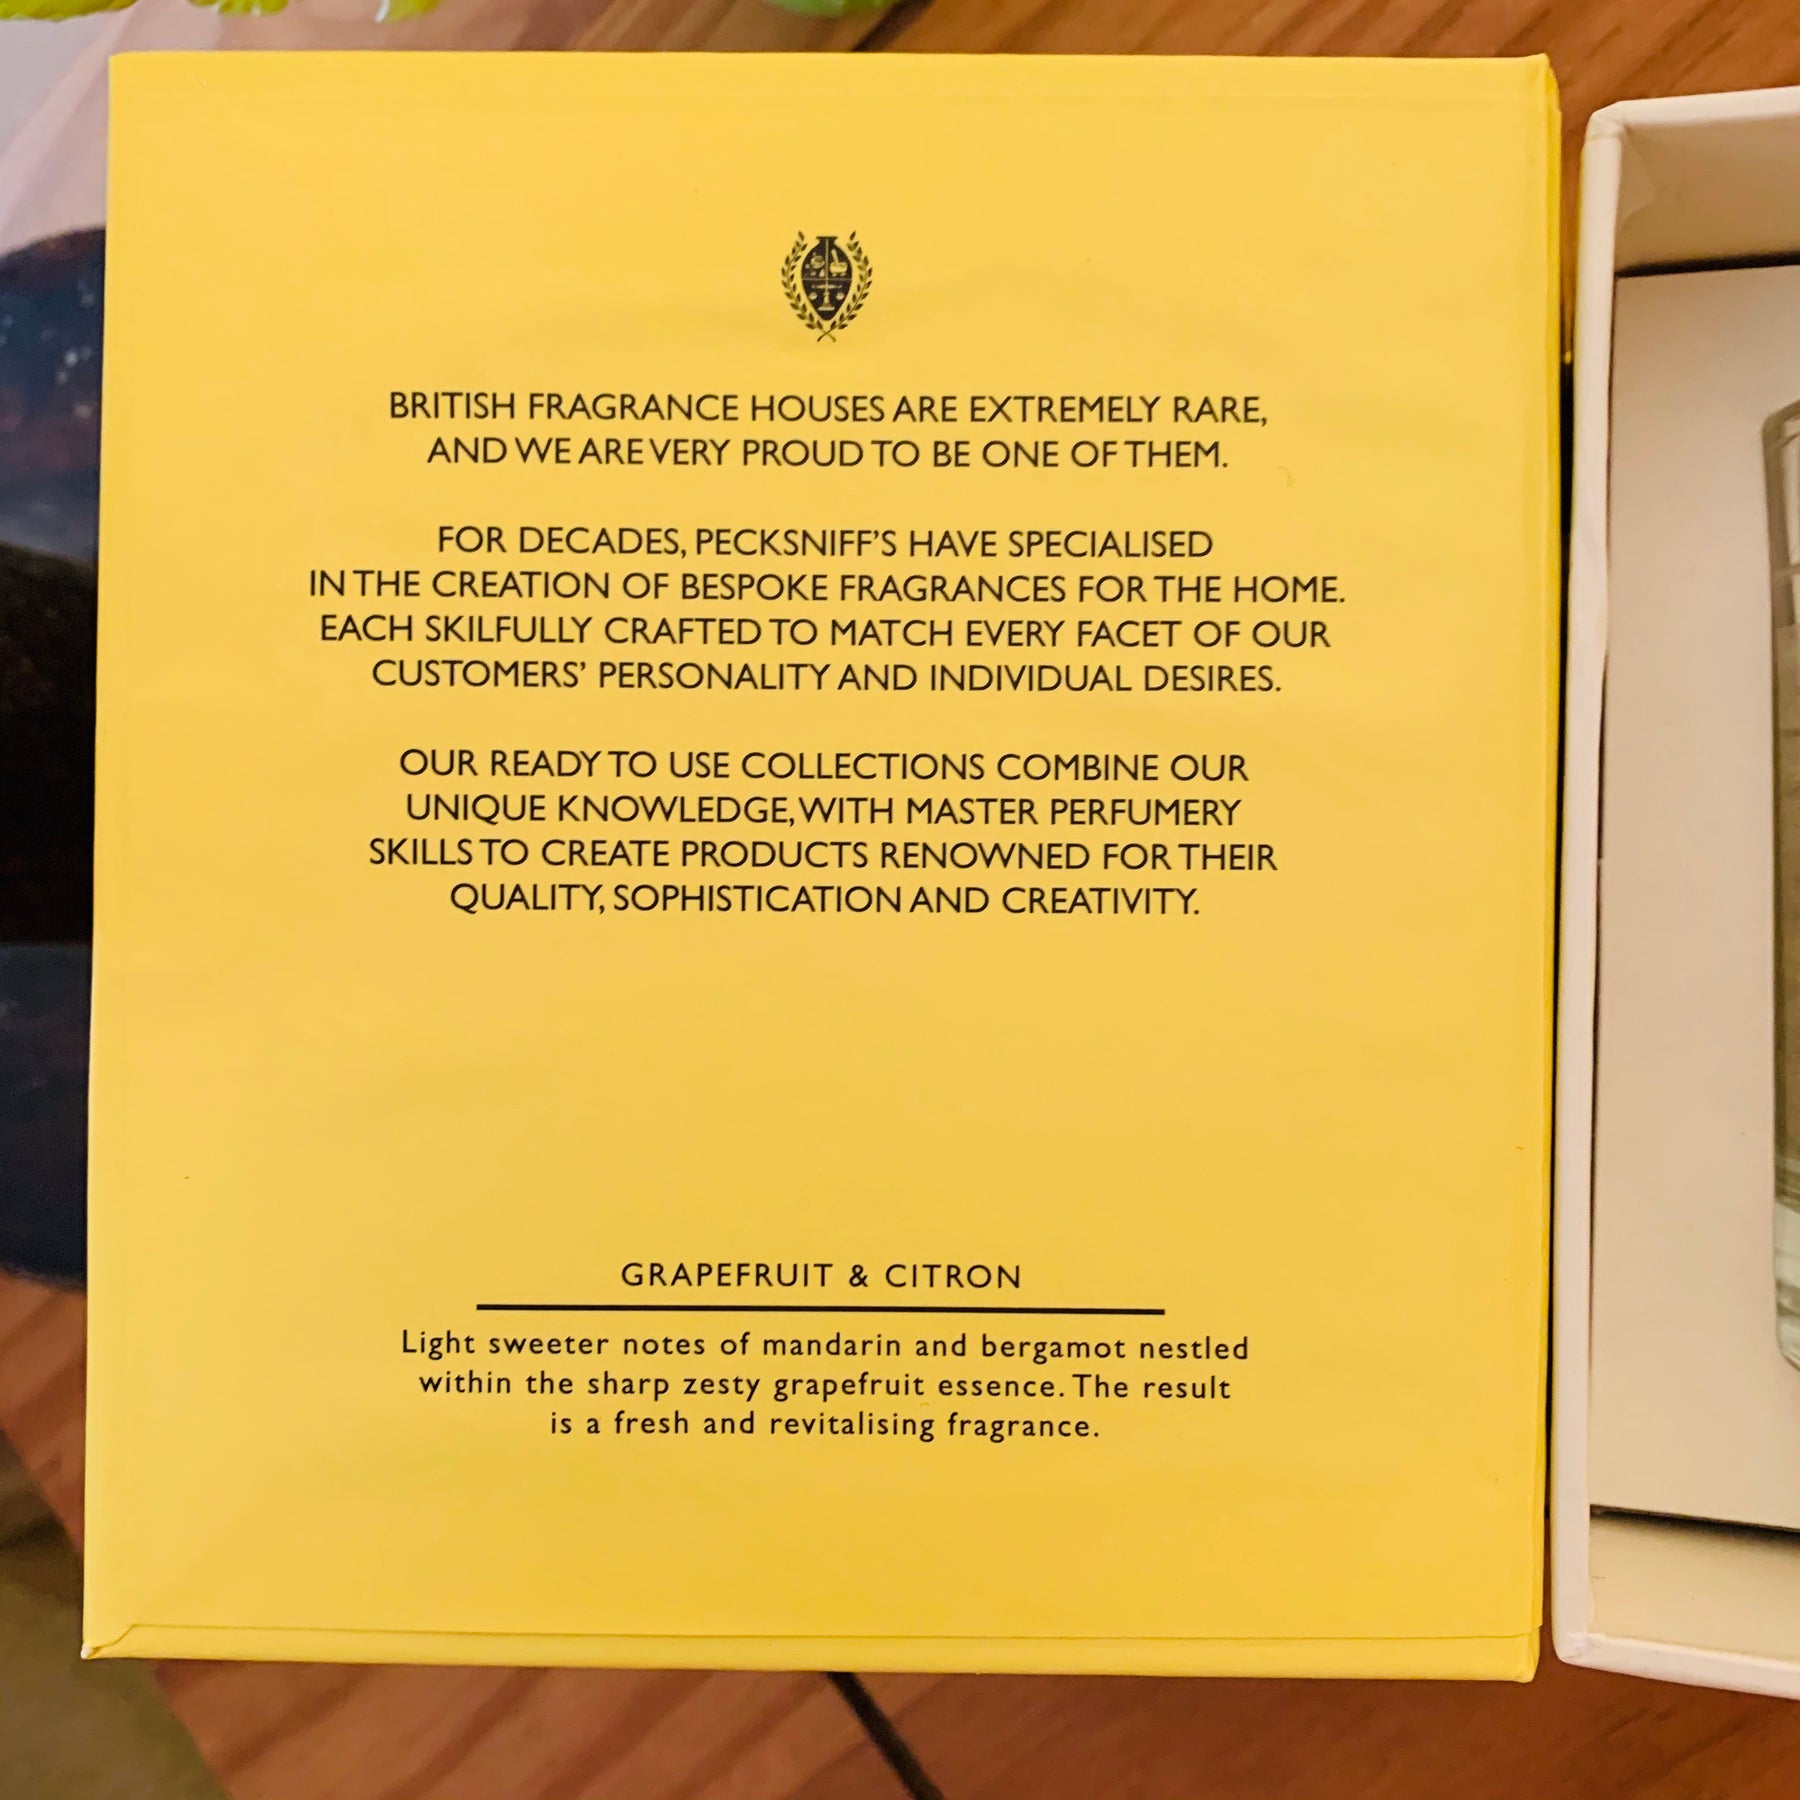 BRITISH FRAGRANCE HOUSES ARE EXTREMELY RARE,
AND WE ARE VERY PROUD TO BE ONE OF THEM.
FOR DECADES, PECKSNIFF'S HAVE SPECIALISED
IN THE CREATION OF BESPOKE FRAGRANCES FOR THE HOME.
EACH SKILFULLY CRAFTED TO MATCH EVERY FACET OF OUR
CUSTOMERS' PERSONALITY AND INDIVIDUAL DESIRES.
OUR READY TO USE COLLECTIONS COMBINE OUR
UNIQUE KNOWLEDGE, WITH MASTER PERFUMERY
SKILLS TO CREATE PRODUCTS RENOWNED FOR THEIR
QUALITY, SOPHISTICATION AND CREATIVITY.
GRAPEFRUIT & CITRON
Light sweeter notes of mandarin and bergamot nestled
within the sharp zesty grapefruit essence. The result
is a fresh and revitalising fragrance.